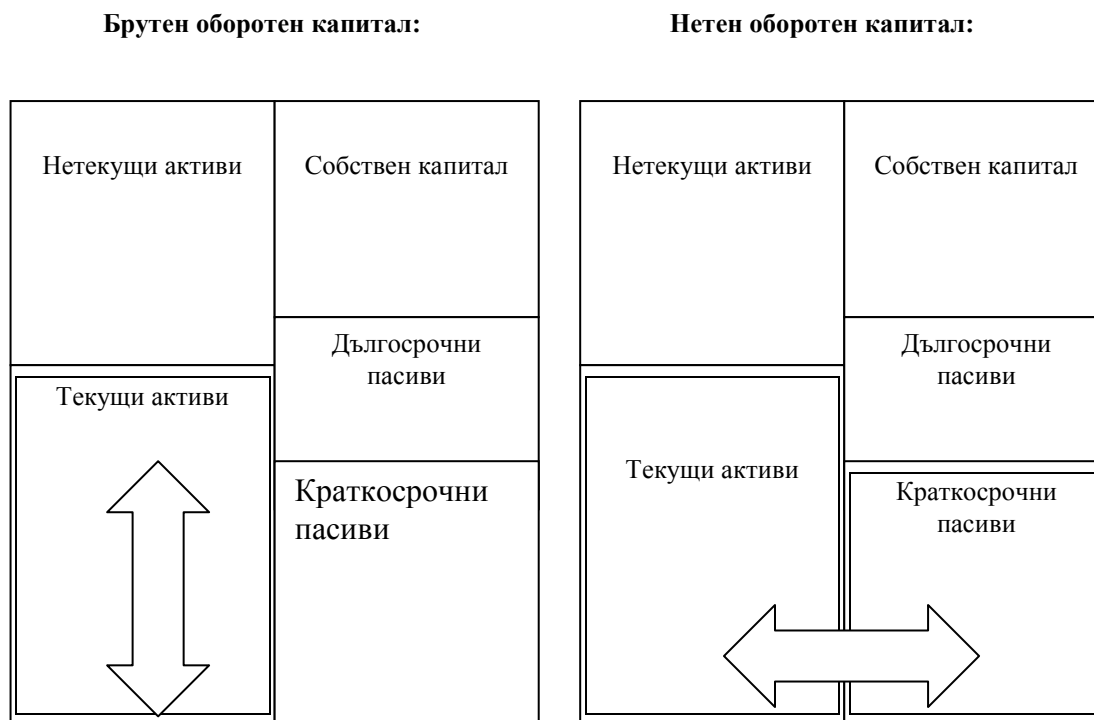 Брутен оборотен капитал:
Нетекущи активи
Собствен капитал
Дългосрочни
пасиви
Текущи активи
Краткосрочни
пасиви
Нетен оборотен капитал:
Нетекущи активи
Собствен капитал
Дългосрочни
пасиви
Текущи активи
Краткосрочни
пасиви